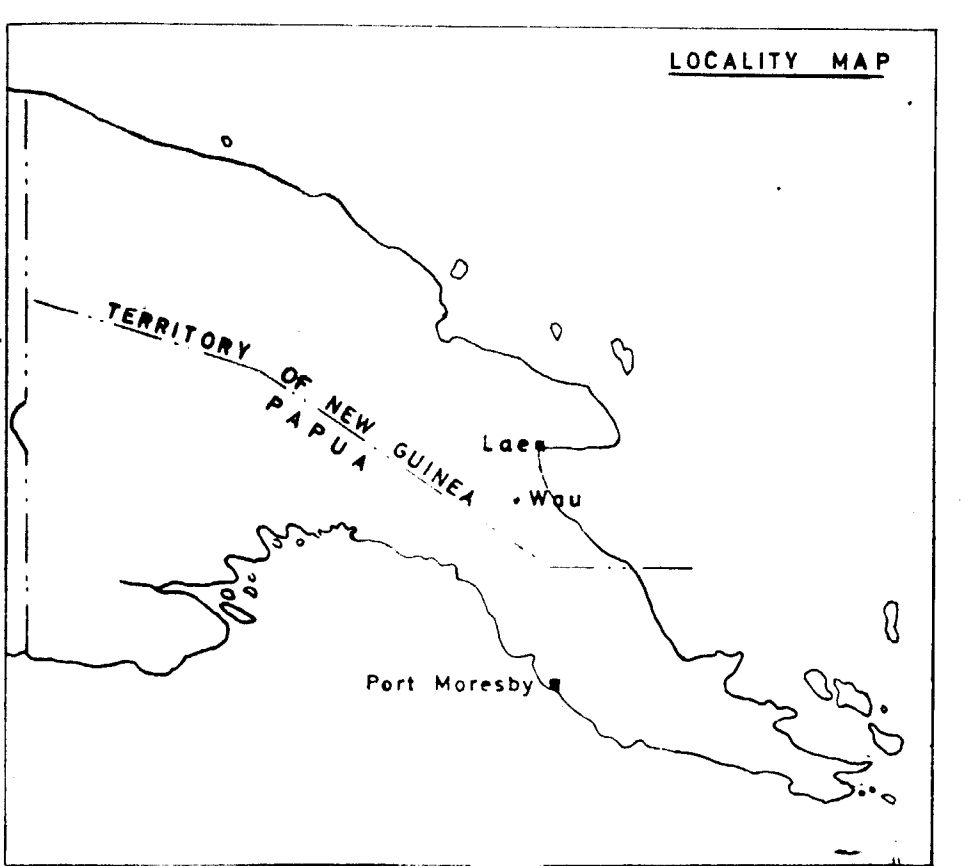 LOCALITY MAP
TERRITORY OF NEW GUINEA
PAPUA
Lae
Wau
Port Moresby